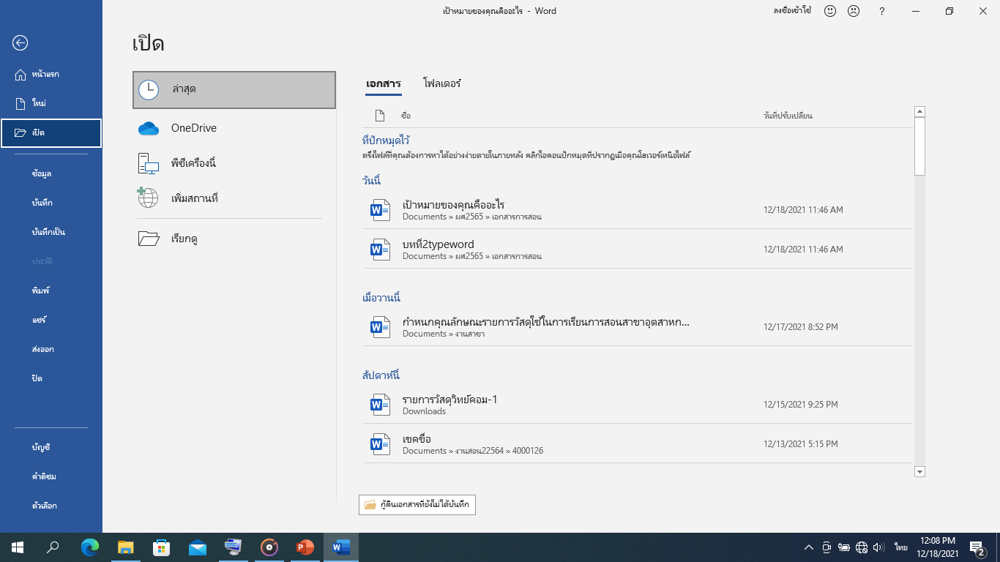 เป้าหมายของคุณคืออะไร - Word
ลงชื่อเข้าใช้
?
เปิด
หน้าแรก
ใหม่
เปิด
ข้อมูล
บันทึก
บันทึกเป็น
ประวัติ
พิมพ์
แชร์
ส่งออก
ปิด
บัญชี
คำติชม
ตัวเลือก
ล่าสุด
OneDrive
พีซีเครื่องนี้
เพิ่มสถานที่
เรียกดู
เอกสาร โฟลเดอร์
ชื่อ วันที่ปรับเปลี่ยน
ที่ปักหมุดไว้
ตรึงไฟล์ที่คุณต้องการหาได้อย่างง่ายดายในภายหลัง คลิกไอคอนปักหมุดที่ปรากฏเมื่อคุณโฮเวอร์เหนือไฟล์
วันนี้
เป้าหมายของคุณคืออะไร 12/18/2021 11:46 AM
Documents » ผศ2565 » เอกสารการสอน
บทที่2typeword 12/18/2021 11:46 AM
Documents » ผศ2565 » เอกสารการสอน
เมื่อวานนี้
กำหนกคุณลักษณะรายการวัสดุใช้ในการเรียนการสอนสาขาอุตสาหก... 12/17/2021 8:52 PM
Documents » งานสาขา
สัปดาห์นี้
รายการวัสดุวิทย์คอม-1 12/15/2021 9:25 PM
Downloads
เขคชื่อ 12/13/2021 5:15 PM
Documents » งานสอน22564 » 4000126
กู้คืนเอกสารที่ยังไม่ได้บันทึก
ไทย
12:08 PM
12/18/2021
2